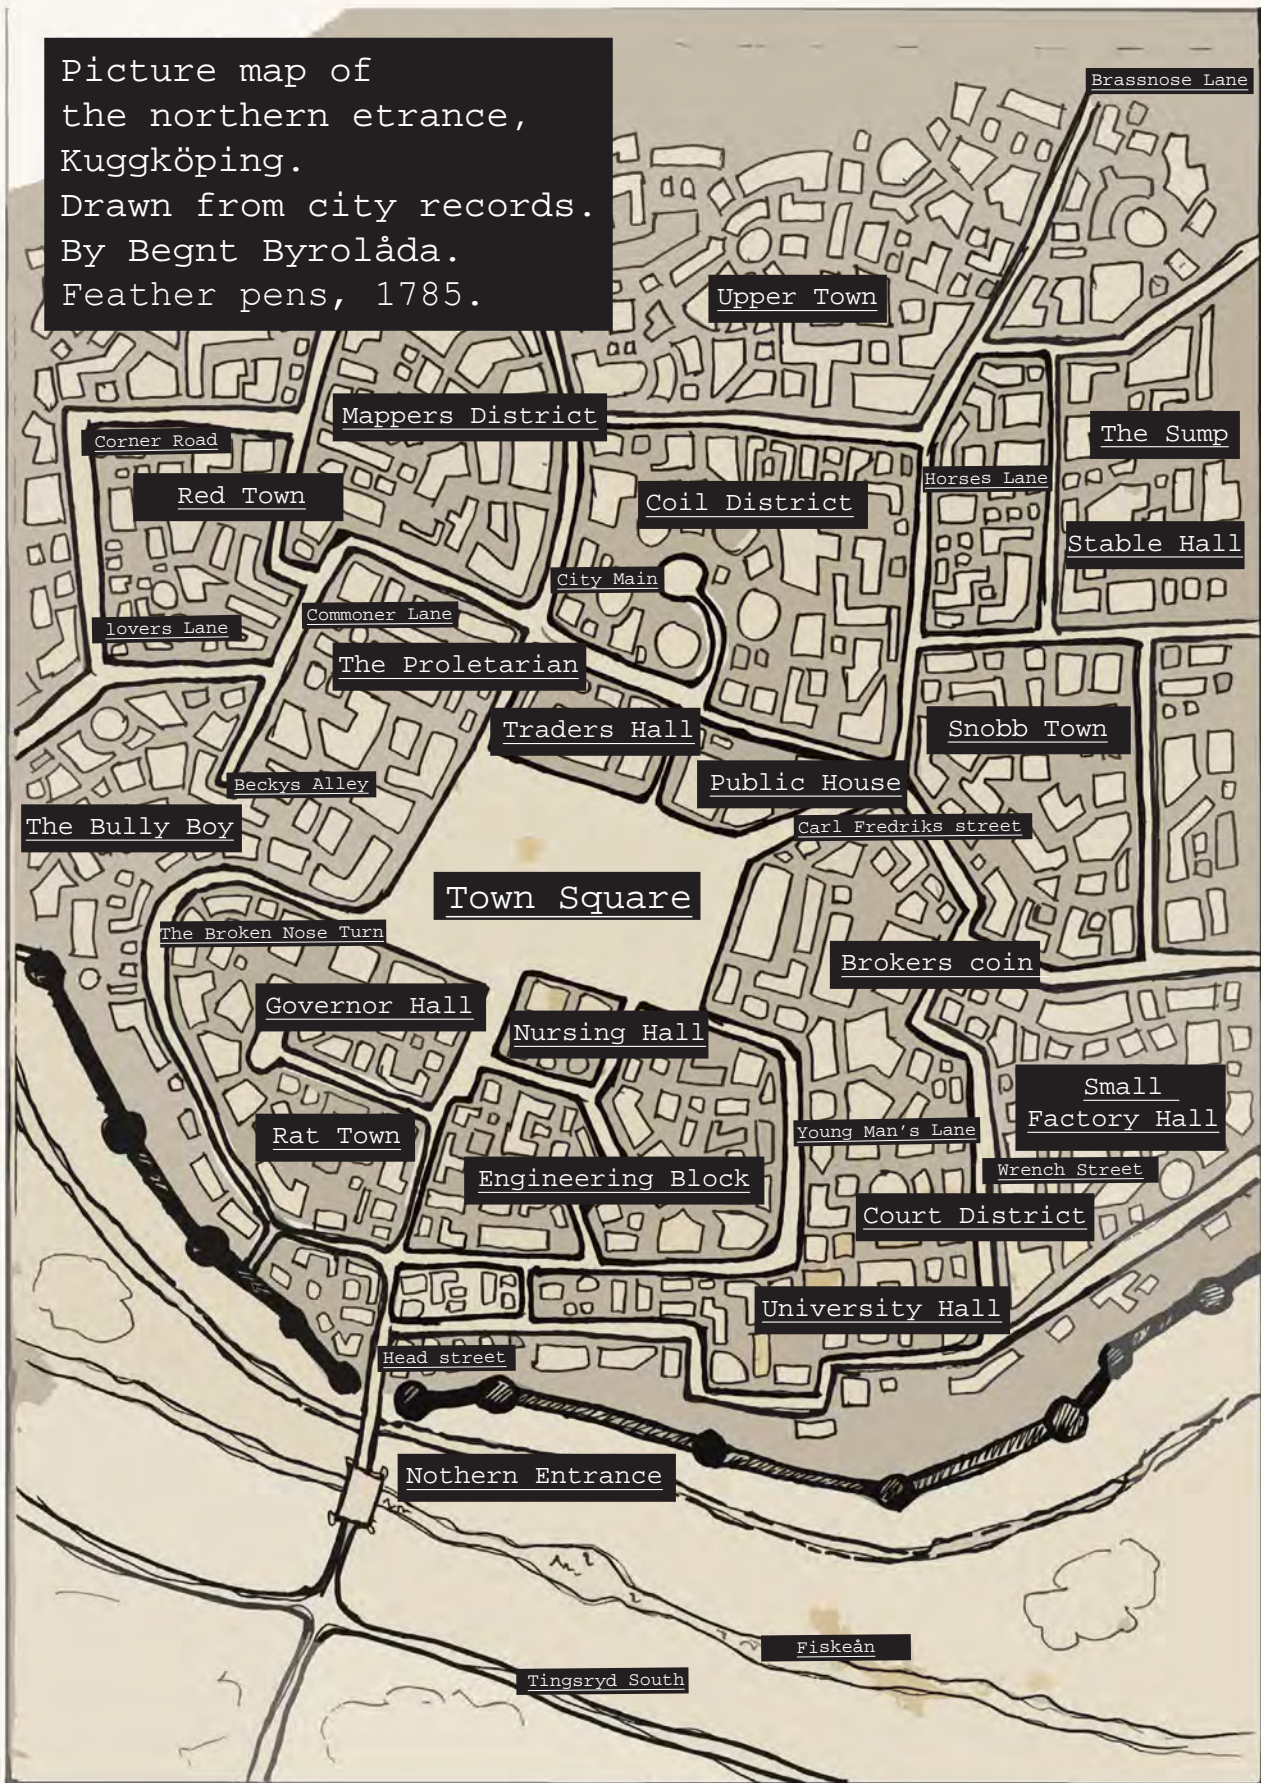 Picture map of
the northern etrance,
Kuggköping.
Drawn from city records.
By Begnt Byrolåda.
Feather pens, 1785.
Brassnose Lane
Upper Town
Mappers District
Corner Road
The Sump
Red Town
Horses Lane
Coil District
Stable Hall
City Main
Commoner Lane
lovers Lane
The Proletarian
Traders Hall
Snobb Town
Beckys Alley
Public House
The Bully Boy
Carl Fredriks street
Town Square
The Broken Nose Turn
Brokers coin
Governor Hall
Nursing Hall
Small
Factory Hall
Rat Town
Young Man's Lane
Engineering Block
Wrench Street
Court District
University Hall
Head street
Nothern Entrance
Fiskeån
Tingsryd South